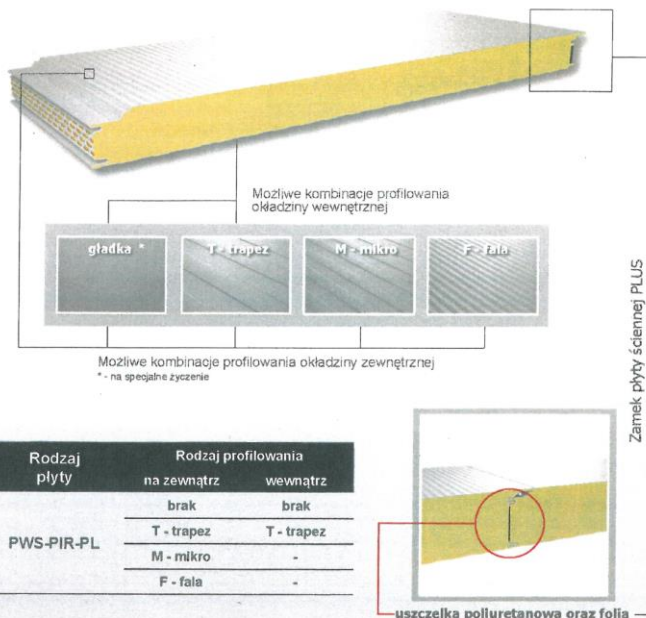 Możliwe kombinacje profilowania
okładziny wewnętrznej
gładka *
T - trapez
M - mikro
F - fala
Możliwe kombinacje profilowania okładziny zewnętrznej
* - na specjalne życzenie
Zamek płyty ściennej PLUS
Rodzaj płyty
Rodzaj profilowania
na zewnątrz wewnątrz
PWS-PIR-PL
brak brak
T - trapez T - trapez
M - mikro -
F - fala -
uszczelka poliuretanowa oraz folia